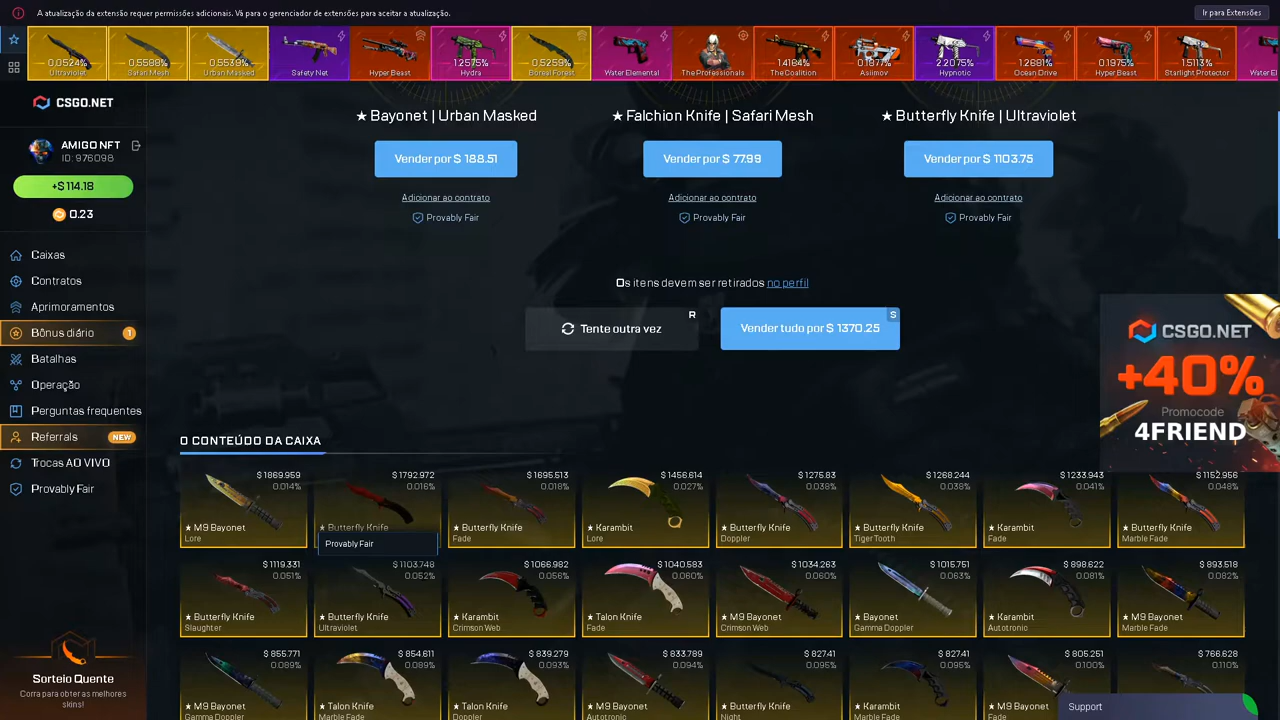 A atualização da extensão requer permissões adicionais. Vá para o gerenciador de extensões para aceitar a atualização.
Ir para Extensões
0.0524%
Ultraviolet
0.5588%
Safari Mesh
0.5539%
Urban Masked
Safety Net
Hyper Beast
1.2575%
Hydra
0.5259%
Boreal Forest
Water Elemental
The Professionals
1.4184%
The Coalition
0.1877%
Asiimov
2.2075%
Hypnotic
1.2681%
Ocean Drive
0.1975%
Hyper Beast
1.5113%
Starlight Protector
Water El
CSGO.NET
AMIGO NFT
ID: 976098
+$ 114.18
0.23
Caixas
Contratos
Aprimoramentos
Bônus diário
1
Batalhas
Operação
Perguntas frequentes
Referrals
NEW
Trocas AO VIVO
Provably Fair
Sorteio Quente
Corra para obter as melhores
skins!
★ Bayonet | Urban Masked
★ Falchion Knife | Safari Mesh
★ Butterfly Knife | Ultraviolet
Vender por $ 188.51
Vender por $ 77.99
Vender por $ 1103.75
Adicionar ao contrato
Adicionar ao contrato
Adicionar ao contrato
Provably Fair
Provably Fair
Provably Fair
Os itens devem ser retirados no perfil
Tente outra vez
R
Vender tudo por $ 1370.25
S
CSGO.NET
+40%
Promocode
4FRIEND
O CONTEÚDO DA CAIXA
$ 1869.959
0.014%
★ M9 Bayonet
Lore
$ 1792.972
0.016%
★ Butterfly Knife
Provably Fair
$ 1695.513
0.018%
★ Butterfly Knife
Fade
$ 1456.614
0.027%
★ Karambit
Lore
$ 1275.83
0.038%
★ Butterfly Knife
Doppler
$ 1268.244
0.038%
★ Butterfly Knife
Tiger Tooth
$ 1233.941
0.041%
★ Karambit
Fade
$ 1152.956
0.048%
★ Butterfly Knife
Marble Fade
$ 1119.331
0.051%
★ Butterfly Knife
Slaughter
$ 1103.748
0.052%
★ Butterfly Knife
Ultraviolet
$ 1066.982
0.056%
★ Karambit
Crimson Web
$ 1040.583
0.060%
★ Talon Knife
Fade
$ 1034.263
0.060%
★ M9 Bayonet
Crimson Web
$ 1015.751
0.063%
★ Bayonet
Gamma Doppler
$ 898.622
0.081%
★ Karambit
Autotronic
$ 893.518
0.082%
★ M9 Bayonet
Marble Fade
$ 855.771
0.089%
★ M9 Bayonet
Gamma Doppler
$ 854.611
0.089%
★ Talon Knife
Marble Fade
$ 839.279
0.093%
★ Talon Knife
Doppler
$ 833.789
0.094%
★ M9 Bayonet
Autotronic
$ 827.41
0.095%
★ Butterfly Knife
Night
$ 827.41
0.095%
★ Karambit
Marble Fade
$ 805.251
0.100%
★ M9 Bayonet
Fade
$ 766.628
0.110%
Support